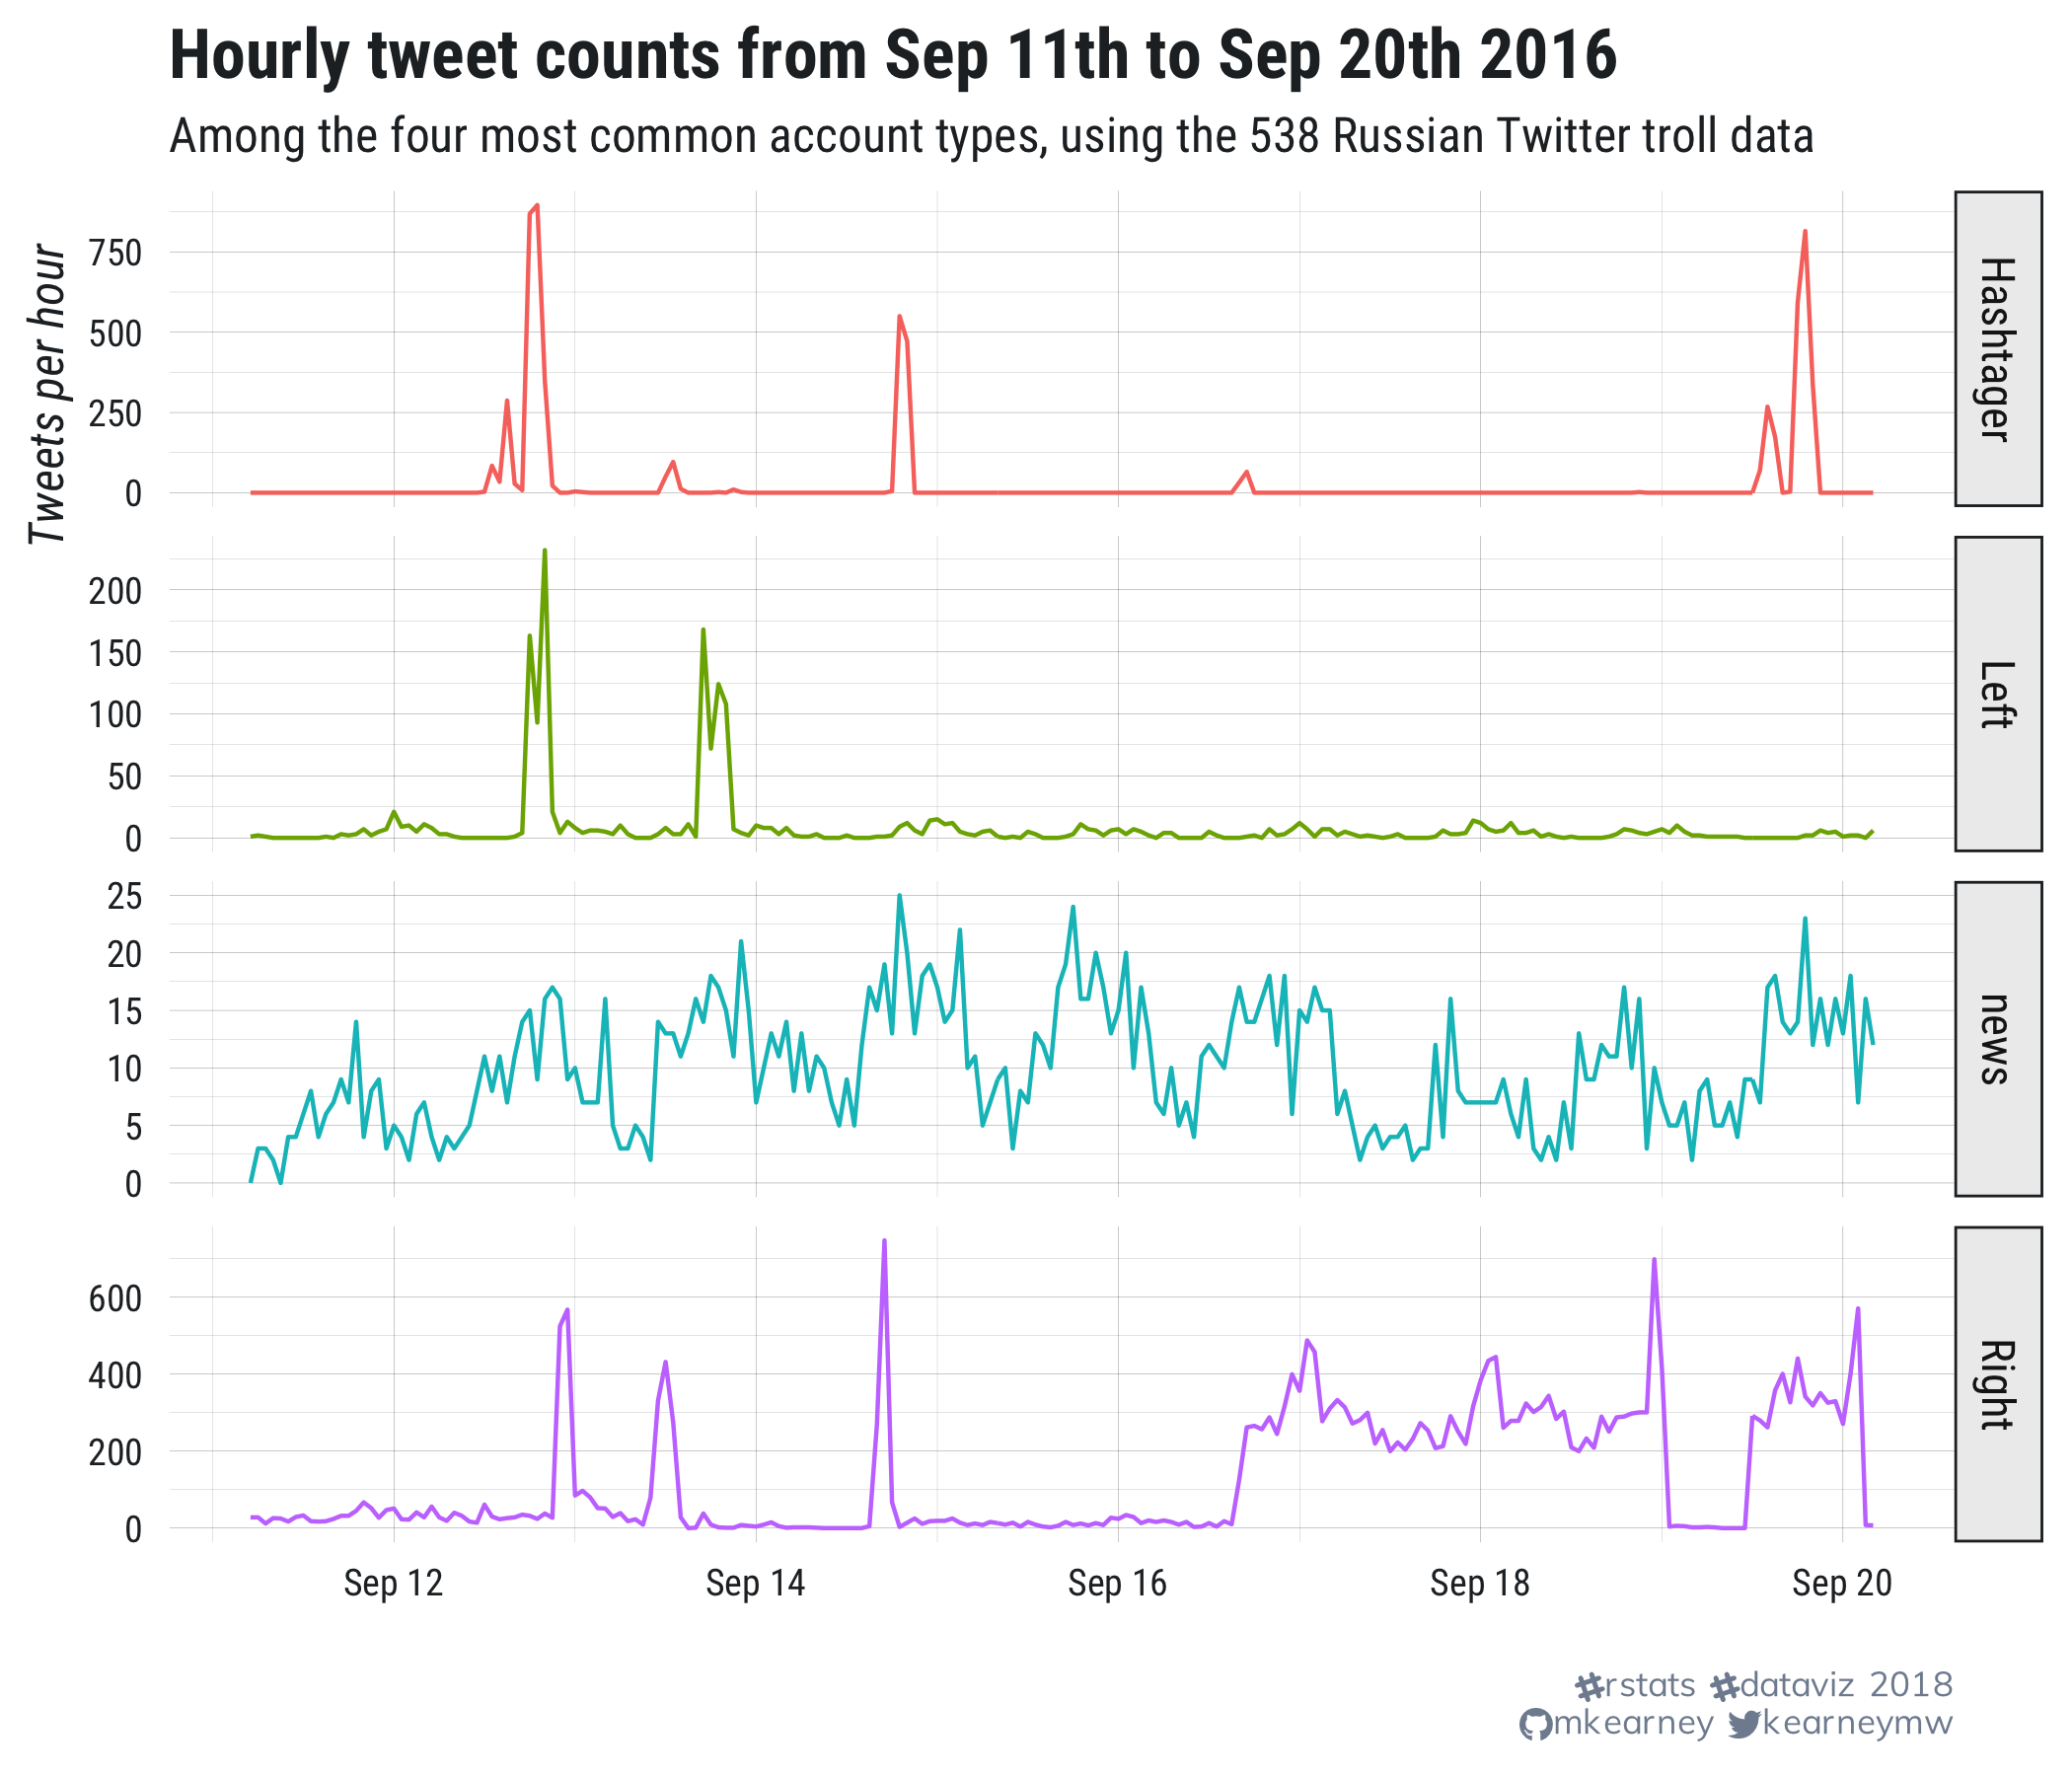 Hourly tweet counts from Sep 11th to Sep 20th 2016
Among the four most common account types, using the 538 Russian Twitter troll data
Tweets per hour
750
500
250
0
Hashtager
200
150
100
50
0
Left
25
20
15
10
5
0
news
600
400
200
0
Right
Sep 12 Sep 14 Sep 16 Sep 18 Sep 20
#rstats #dataviz 2018
mkearney kearneymw